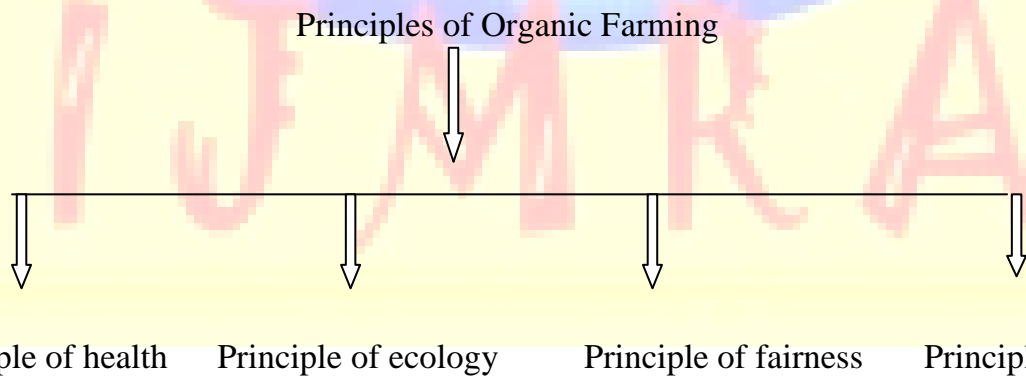 Principles of Organic Farming
ple of health Principle of ecology Principle of fairness Principl
IJMRA